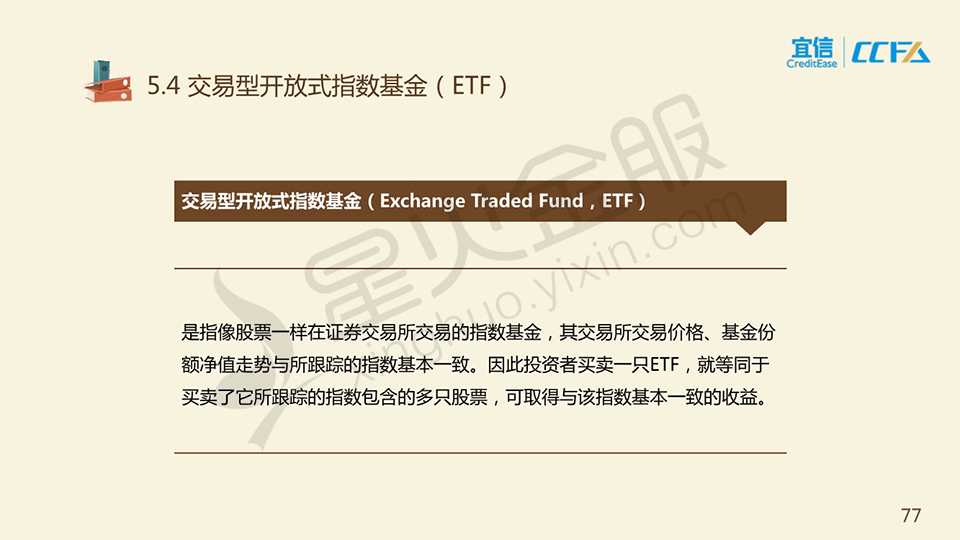 宜信
CreditEase
CCFA
5.4 交易型开放式指数基金（ETF）
交易型开放式指数基金（Exchange Traded Fund，ETF）
是指像股票一样在证券交易所交易的指数基金，其交易所交易价格、基金份
额净值走势与所跟踪的指数基本一致。因此投资者买卖一只ETF，就等同于
买卖了它所跟踪的指数包含的多只股票，可取得与该指数基本一致的收益。
星火金服
xinghuo.yixin.com
77